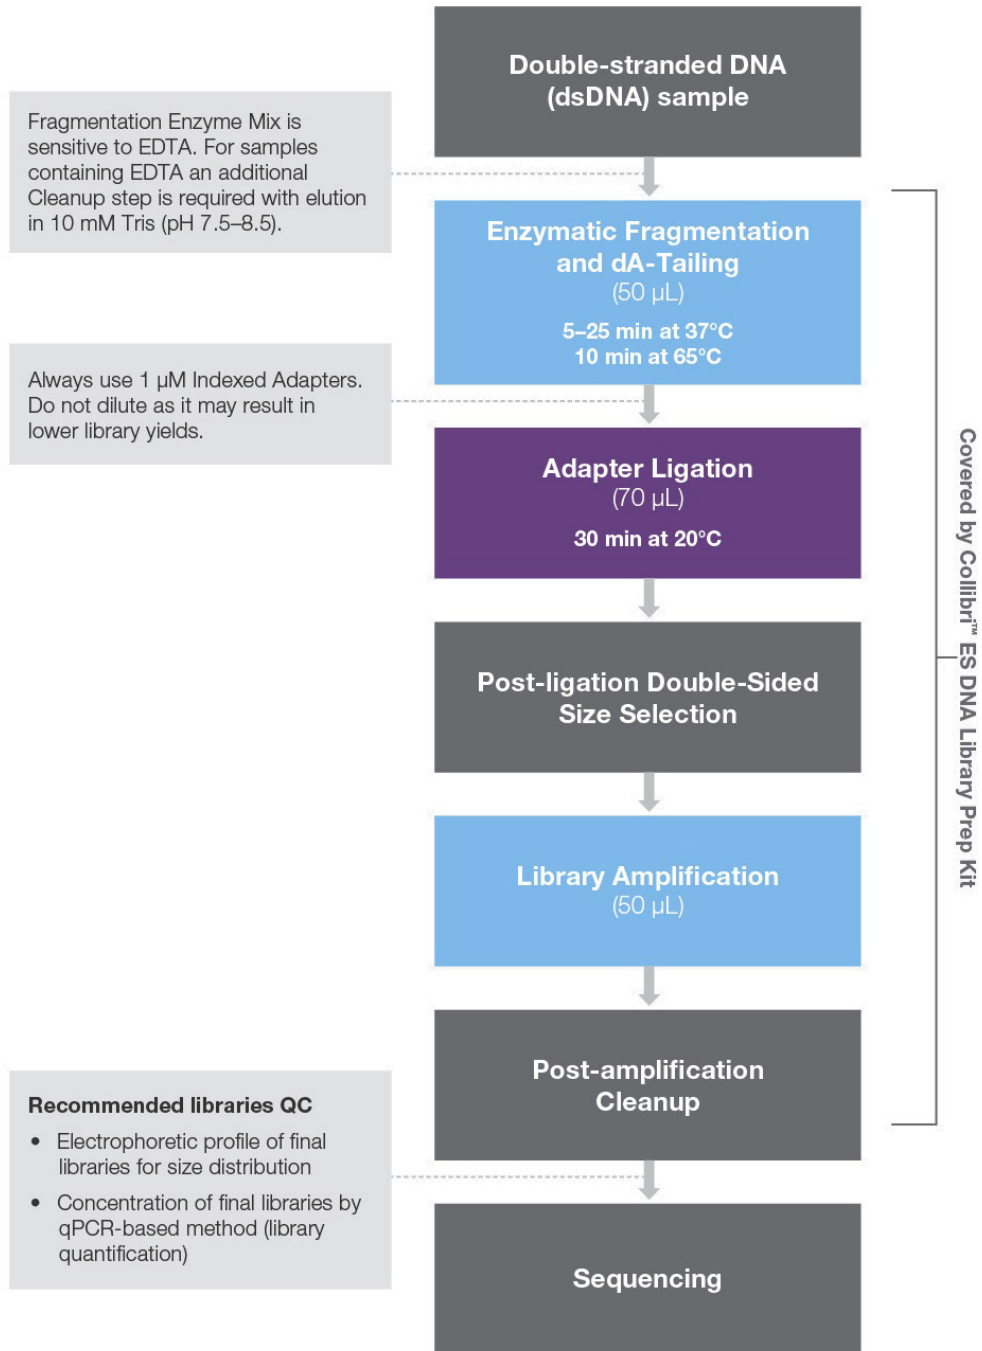 Double-stranded DNA
(dsDNA) sample
Fragmentation Enzyme Mix is
sensitive to EDTA. For samples
containing EDTA an additional
Cleanup step is required with elution
in 10 mM Tris (pH 7.5–8.5).
Enzymatic Fragmentation
and dA-Tailing
(50 µL)
5–25 min at 37°C
10 min at 65°C
Always use 1 µM Indexed Adapters.
Do not dilute as it may result in
lower library yields.
Adapter Ligation
(70 µL)
30 min at 20°C
Post-ligation Double-Sided
Size Selection
Library Amplification
(50 µL)
Post-amplification
Cleanup
Recommended libraries QC
• Electrophoretic profile of final
libraries for size distribution
• Concentration of final libraries by
qPCR-based method (library
quantification)
Sequencing
Covered by Collibri™ ES DNA Library Prep Kit